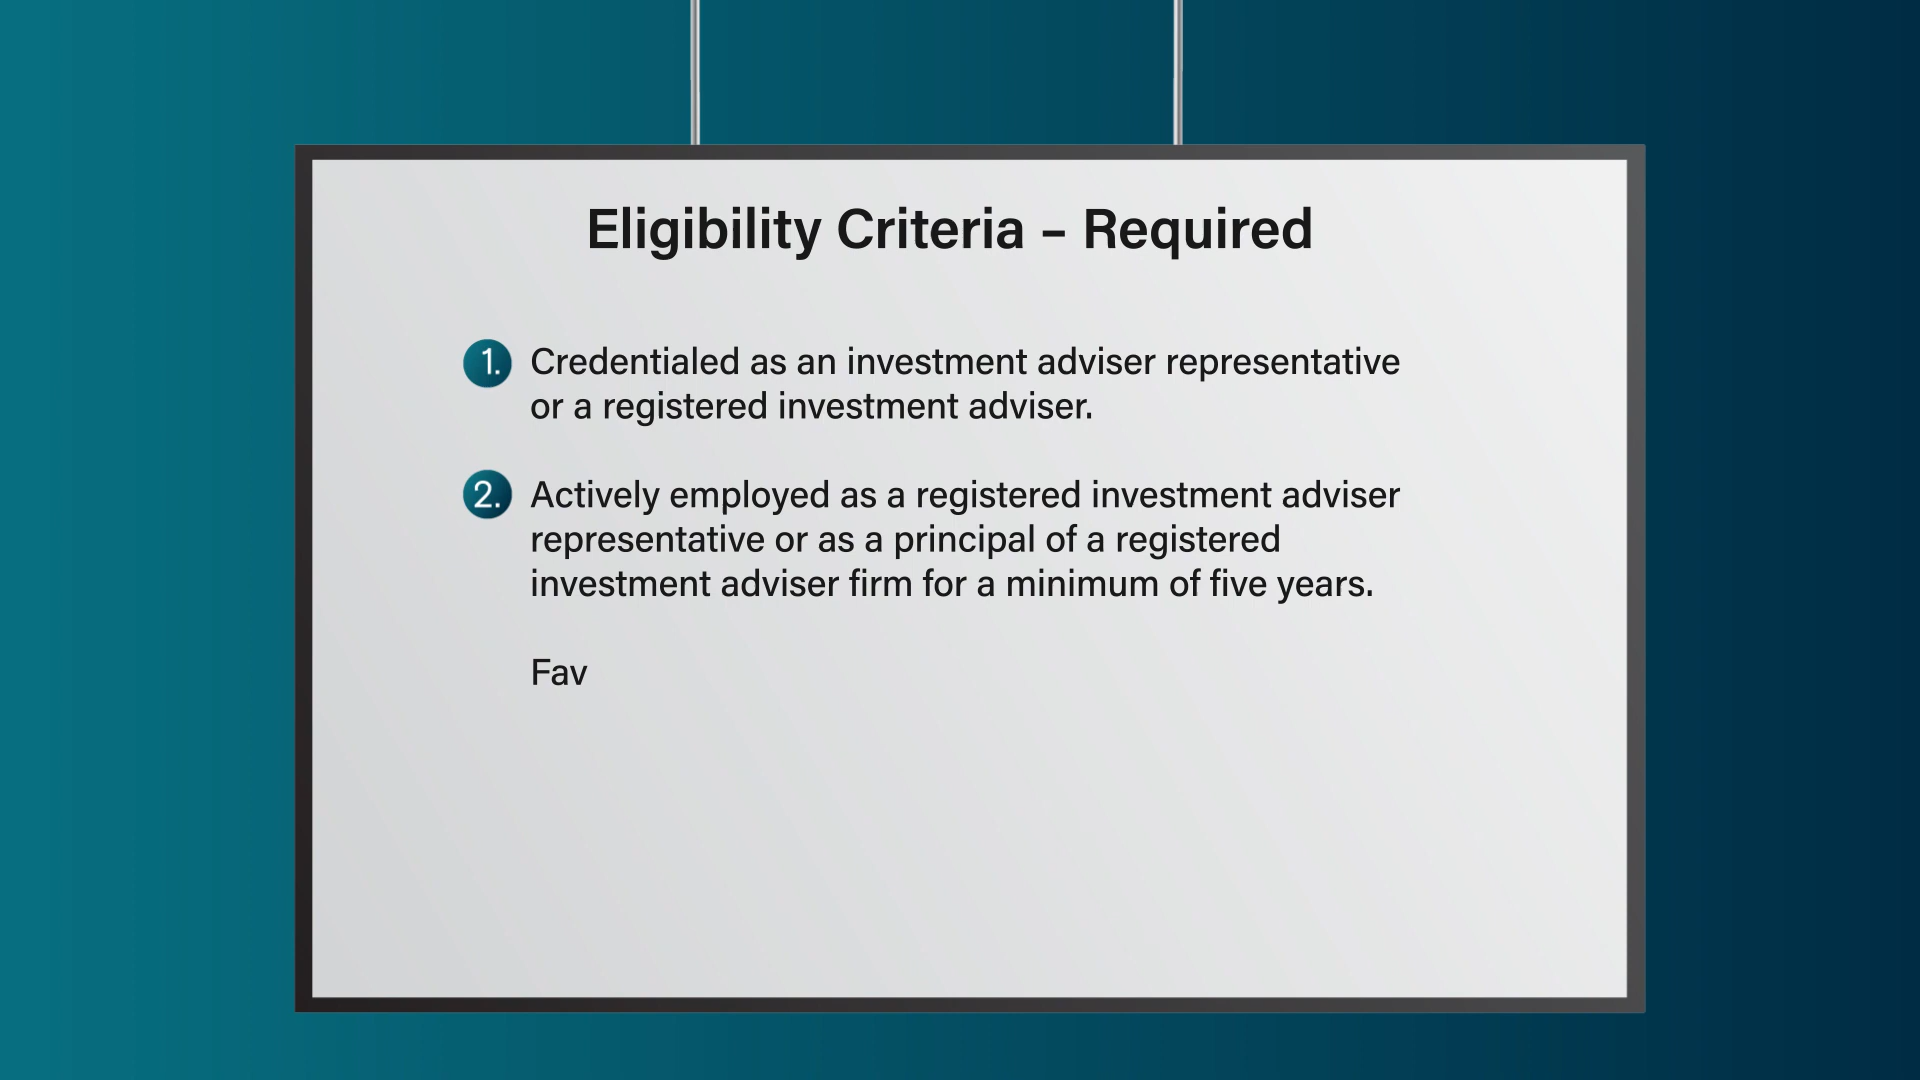 Eligibility Criteria – Required
1. Credentialed as an investment adviser representative
or a registered investment adviser.
2. Actively employed as a registered investment adviser
representative or as a principal of a registered
investment adviser firm for a minimum of five years.
Fav